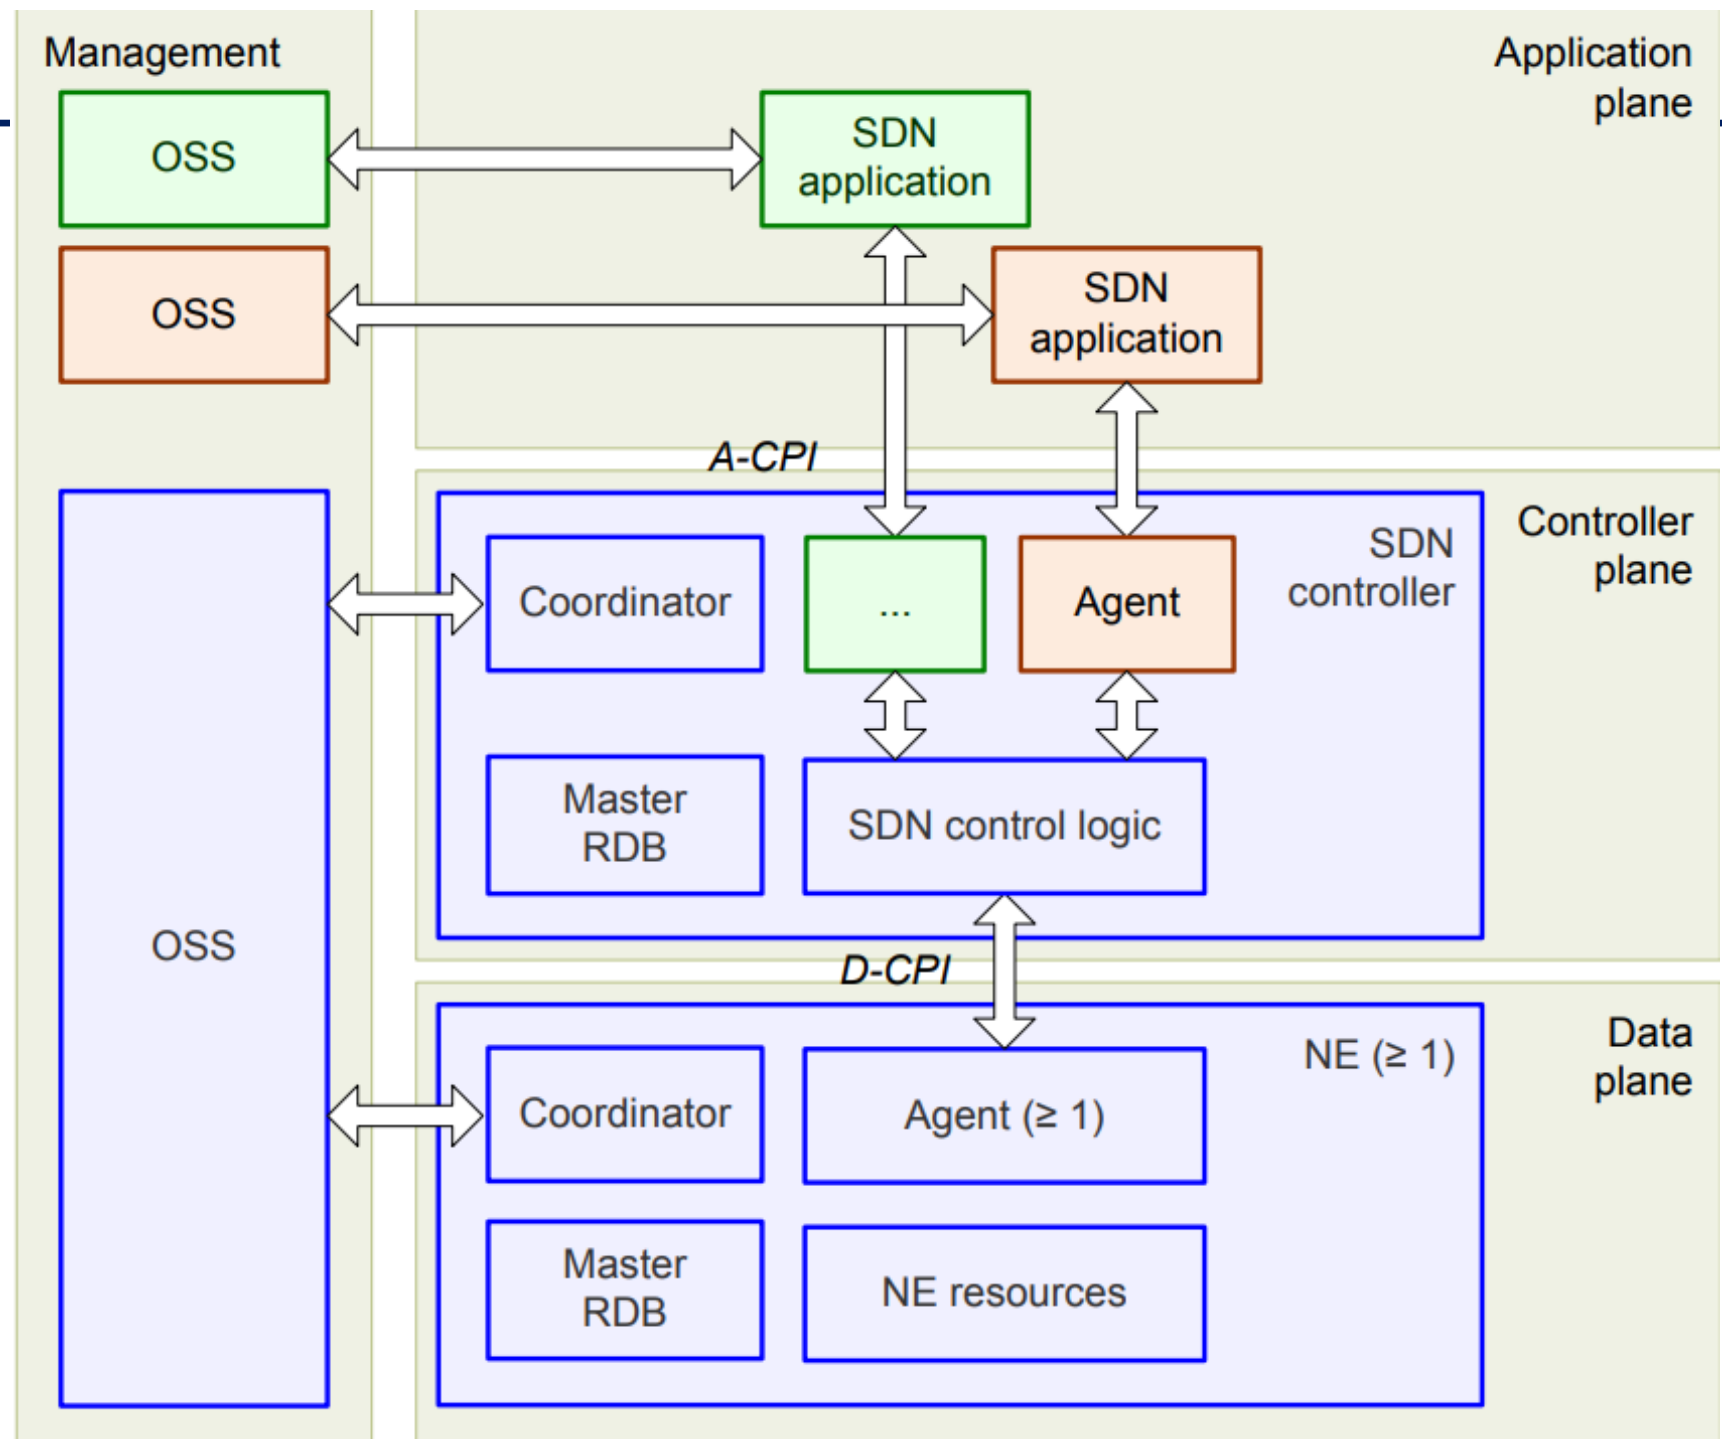 Management
Application
plane
OSS
SDN
application
OSS
SDN
application
A-CPI
Controller
plane
SDN
controller
Coordinator
...
Agent
Master
RDB
SDN control logic
OSS
D-CPI
Data
plane
NE (≥ 1)
Coordinator
Agent (≥ 1)
Master
RDB
NE resources